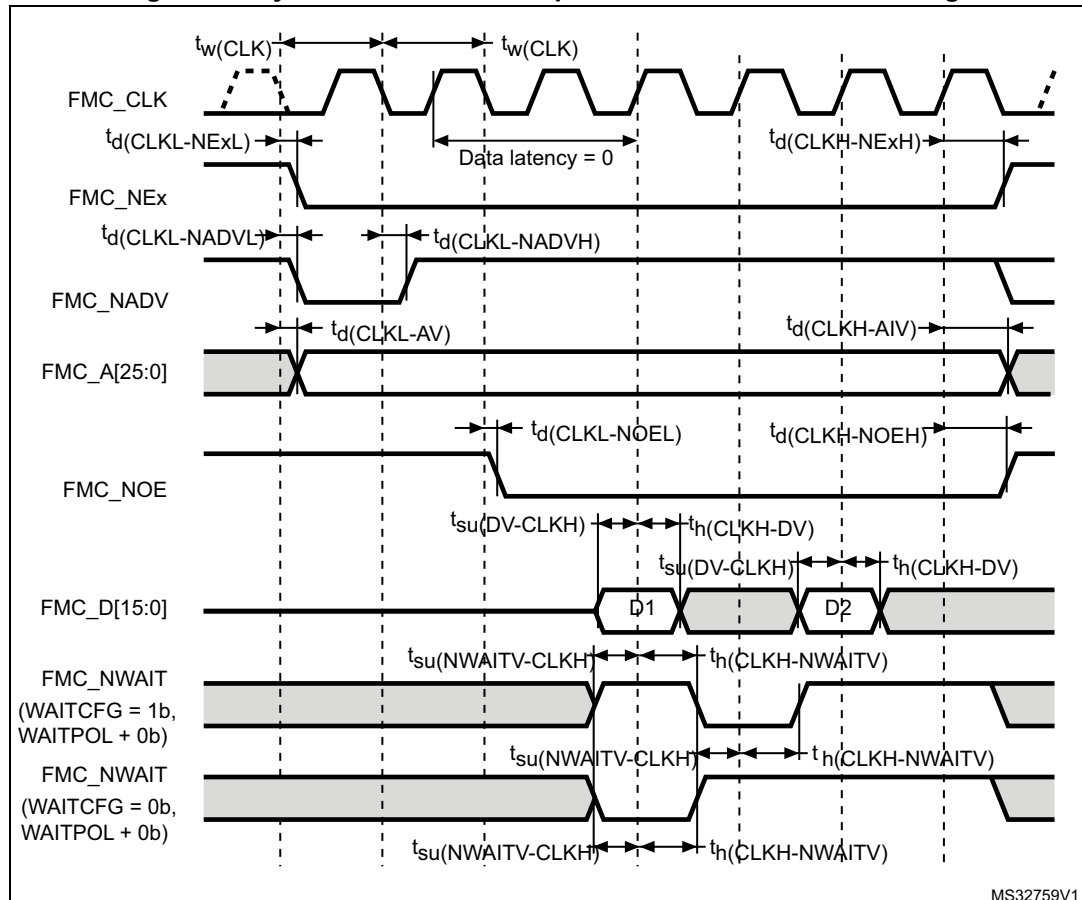 tw(CLK) tw(CLK)
FMC_CLK
td(CLKL-NExL) Data latency = 0 td(CLKH-NExH)
FMC_NEx
td(CLKL-NADVL) td(CLKL-NADVH)
FMC_NADV
td(CLKL-AV) td(CLKH-AIV)
FMC_A[25:0]
td(CLKL-NOEL) td(CLKH-NOEH)
FMC_NOE
tsu(DV-CLKH) th(CLKH-DV)
tsu(DV-CLKH) th(CLKH-DV)
FMC_D[15:0] D1 D2
tsu(NWAITV-CLKH) th(CLKH-NWAITV)
FMC_NWAIT
(WAITCFG = 1b,
WAITPOL + 0b)
tsu(NWAITV-CLKH) th(CLKH-NWAITV)
FMC_NWAIT
(WAITCFG = 0b,
WAITPOL + 0b)
tsu(NWAITV-CLKH) th(CLKH-NWAITV)
MS32759V1